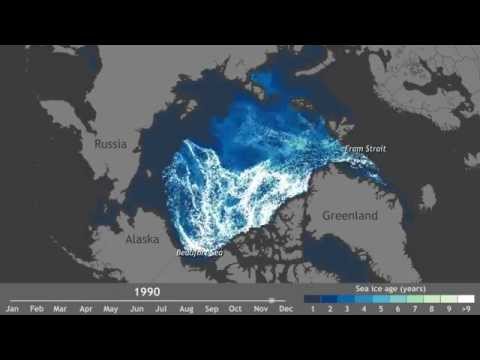 Russia
Fram Strait
Greenland
Alaska
Beaufort Sea
1990
Sea ice age (years)
Jan Feb Mar Apr May Jun Jul Aug Sep Oct Nov Dec
1 2 3 4 5 6 7 8 9 >9